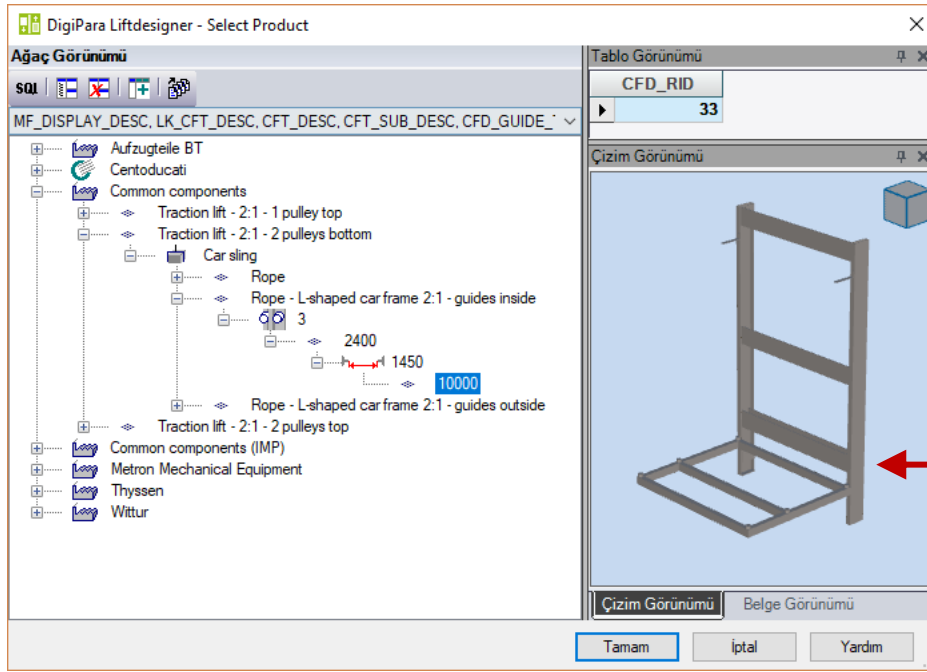 DigiPara Liftdesigner - Select Product
Ağaç Görünümü
SQL
MF_DISPLAY_DESC, LK_CFT_DESC, CFT_DESC, CFT_SUB_DESC, CFD_GUIDE_
Aufzugteile BT
Centoducati
Common components
Traction lift - 2:1 - 1 pulley top
Traction lift - 2:1 - 2 pulleys bottom
Car sling
Rope
Rope - L-shaped car frame 2:1 - guides inside
3
2400
1450
10000
Rope - L-shaped car frame 2:1 - guides outside
Traction lift - 2:1 - 2 pulleys top
Common components (IMP)
Metron Mechanical Equipment
Thyssen
Wittur
Tablo Görünümü
CFD_RID
33
Çizim Görünümü
Çizim Görünümü Belge Görünümü
Tamam İptal Yardım